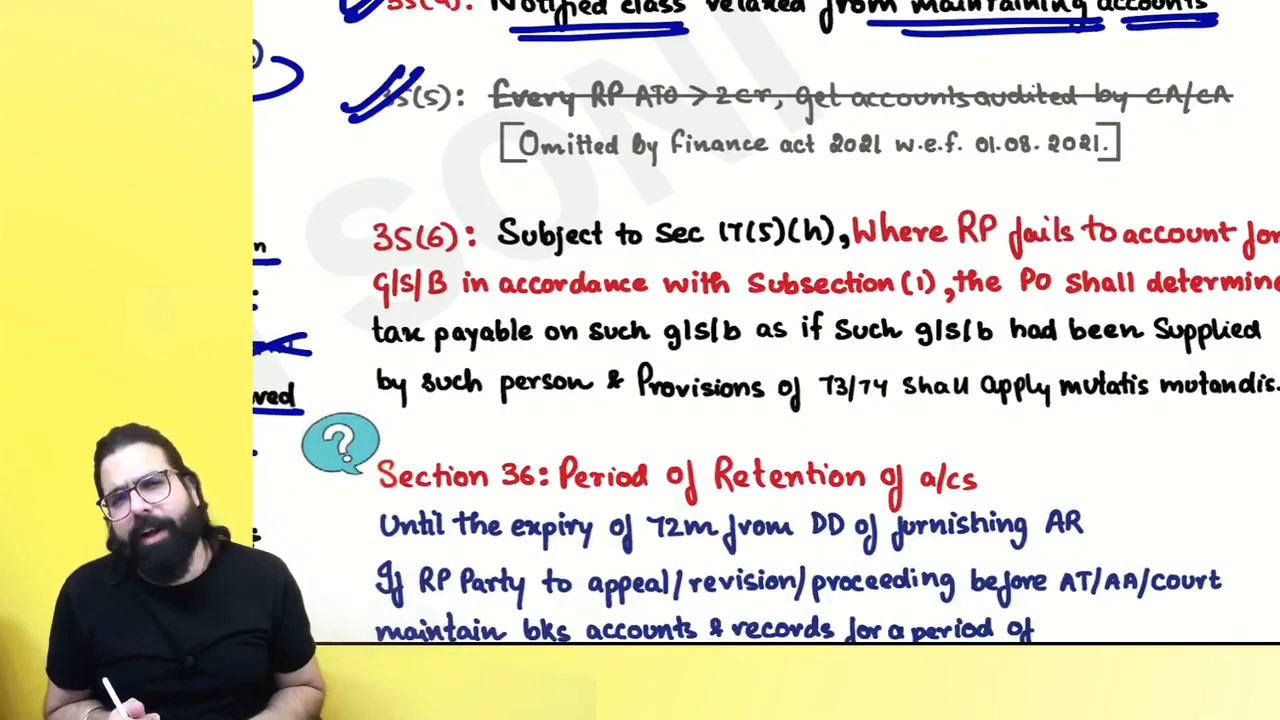 35(4): Notified class relaxed from maintaining accounts
35(5): Every RP ATO > 2cr, get accounts audited by CA/CA
[Omitted By Finance act 2021 w.e.f. 01.08.2021.]
35(6): Subject to Sec 17(5)(h), Where RP fails to account for
g/s/B in accordance with Subsection(1), the PO shall determine
tax payable on such g/s/b as if such g/s/b had been Supplied
by such person & Provisions of 73/74 shall apply mutatis mutandis.
?
Section 36: Period of Retention of a/cs
Until the expiry of 72m from DD of furnishing AR
If RP Party to appeal/revision/proceeding before AT/AA/court
maintain bks accounts & records for a period of
SONI